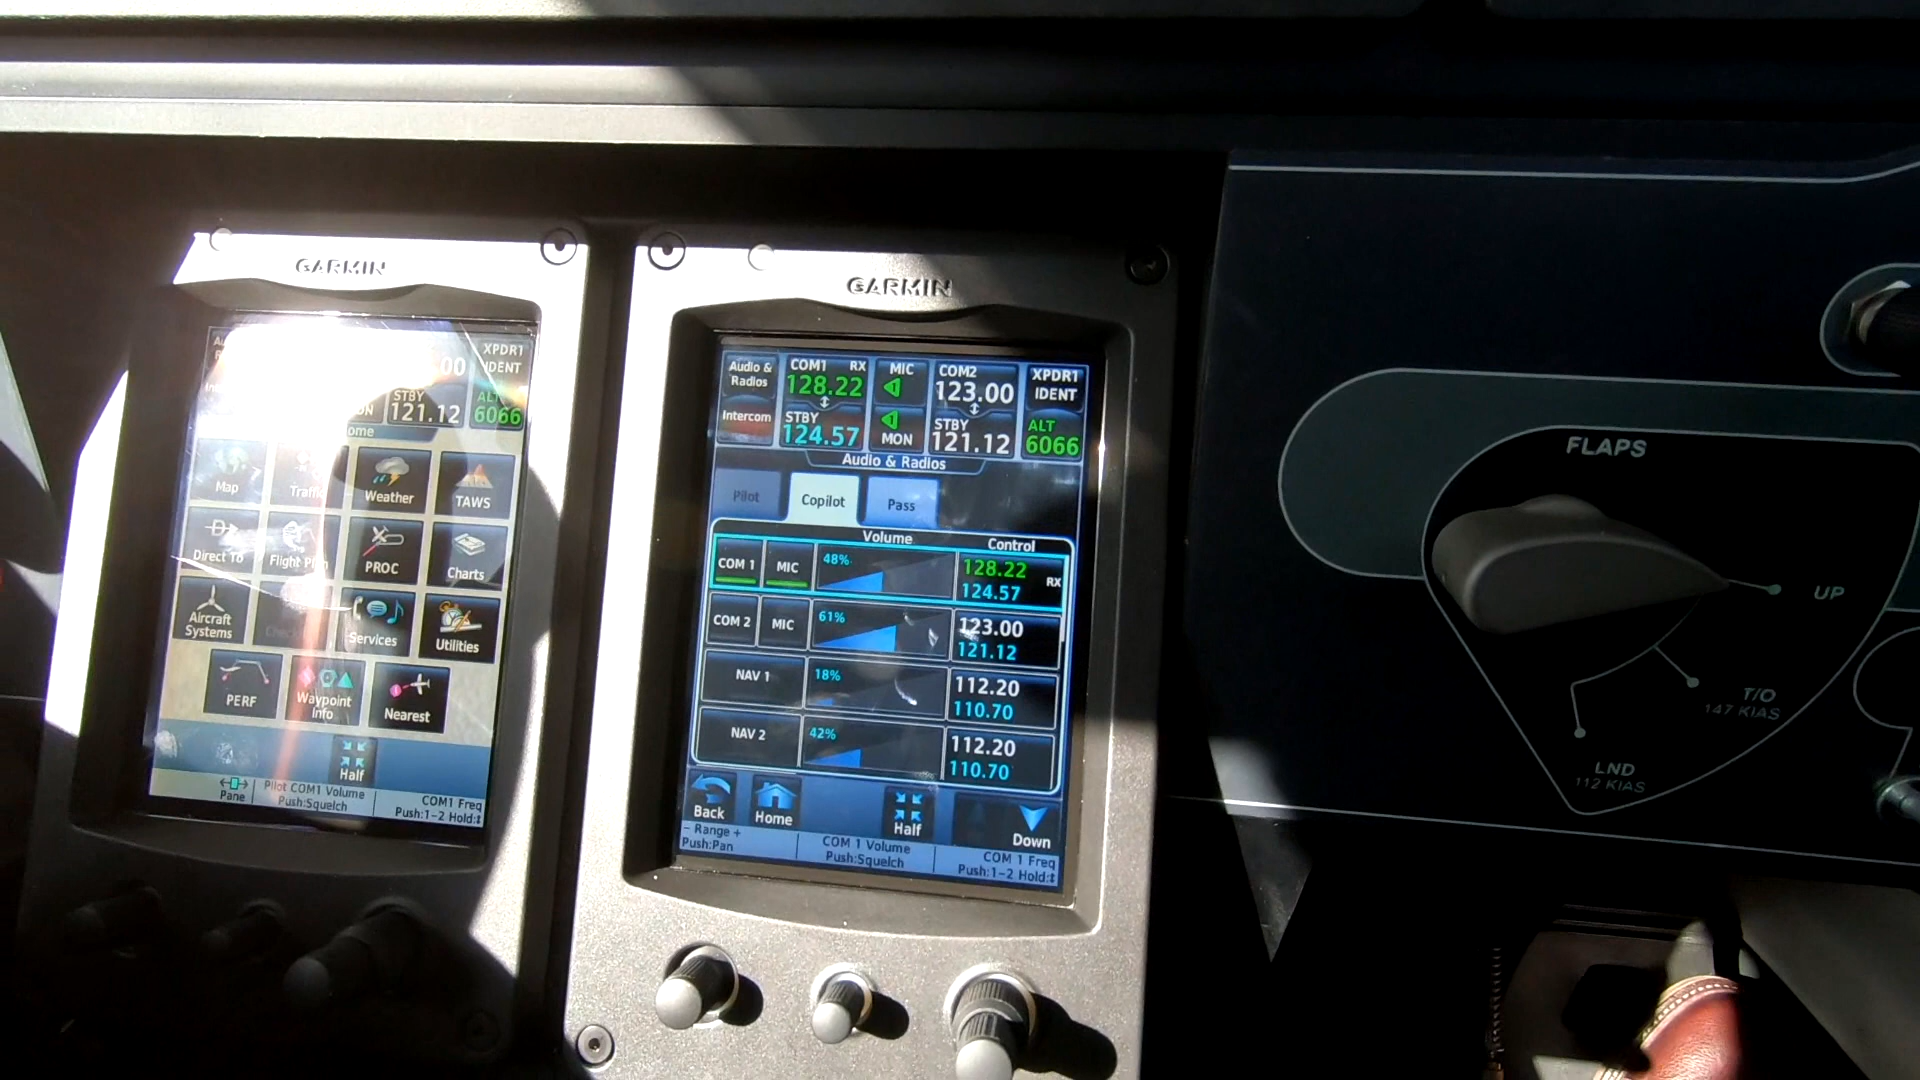 GARMIN
XPDR1
IDENT
STBY
121.12
6066
Map
Weather
TAWS
Direct To
Flight Plan
PROC
Charts
Aircraft
Systems
Services
Utilities
PERF
Waypoint
Info
Nearest
Half
Pane
Pilot COM1 Volume
Push:Squelch
COM1 Freq
Push:1–2 Hold:↕
GARMIN
Audio &
Radios
Intercom
COM1 RX
128.22
STBY
124.57
MIC
MON
COM2
123.00
STBY
121.12
XPDR1
IDENT
ALT
6066
Audio & Radios
Pilot
Copilot
Pass
Volume
Control
COM 1
MIC
48%
128.22
RX
124.57
COM 2
MIC
61%
123.00
121.12
NAV 1
18%
112.20
110.70
NAV 2
42%
112.20
110.70
Back
Home
Half
Down
– Range +
Push:Pan
COM 1 Volume
Push:Squelch
COM 1 Freq
Push:1–2 Hold:↕
FLAPS
UP
T/O
147 KIAS
LND
112 KIAS